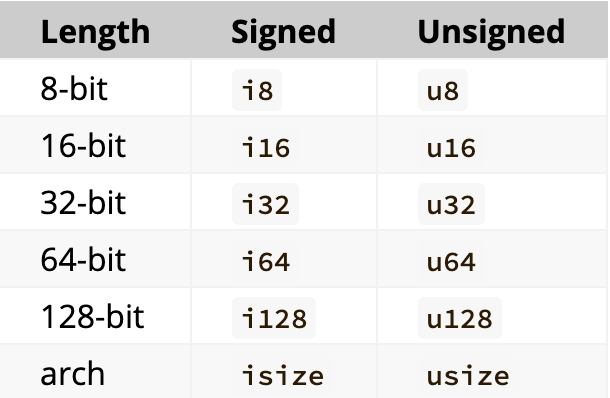 Length Signed Unsigned
8-bit i8 u8
16-bit i16 u16
32-bit i32 u32
64-bit i64 u64
128-bit i128 u128
arch isize usize